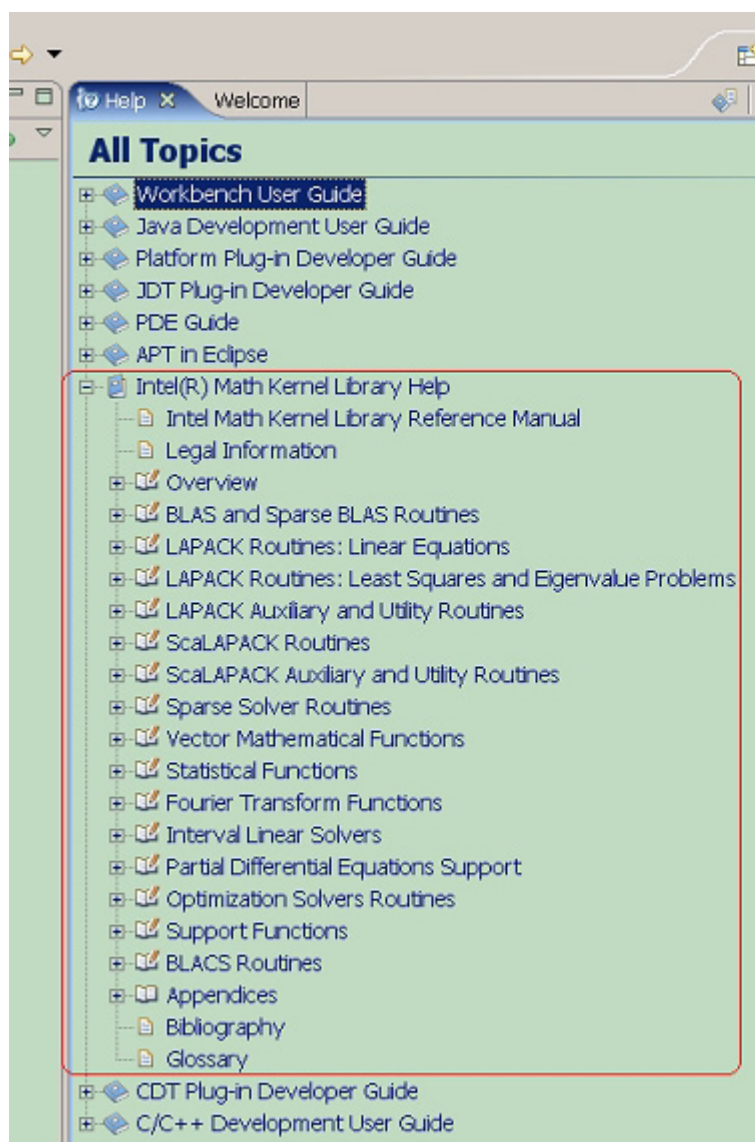 Help
Welcome
All Topics
Workbench User Guide
Java Development User Guide
Platform Plug-in Developer Guide
JDT Plug-in Developer Guide
PDE Guide
APT in Eclipse
Intel(R) Math Kernel Library Help
Intel Math Kernel Library Reference Manual
Legal Information
Overview
BLAS and Sparse BLAS Routines
LAPACK Routines: Linear Equations
LAPACK Routines: Least Squares and Eigenvalue Problems
LAPACK Auxiliary and Utility Routines
ScaLAPACK Routines
ScaLAPACK Auxiliary and Utility Routines
Sparse Solver Routines
Vector Mathematical Functions
Statistical Functions
Fourier Transform Functions
Interval Linear Solvers
Partial Differential Equations Support
Optimization Solvers Routines
Support Functions
BLACS Routines
Appendices
Bibliography
Glossary
CDT Plug-in Developer Guide
C/C++ Development User Guide